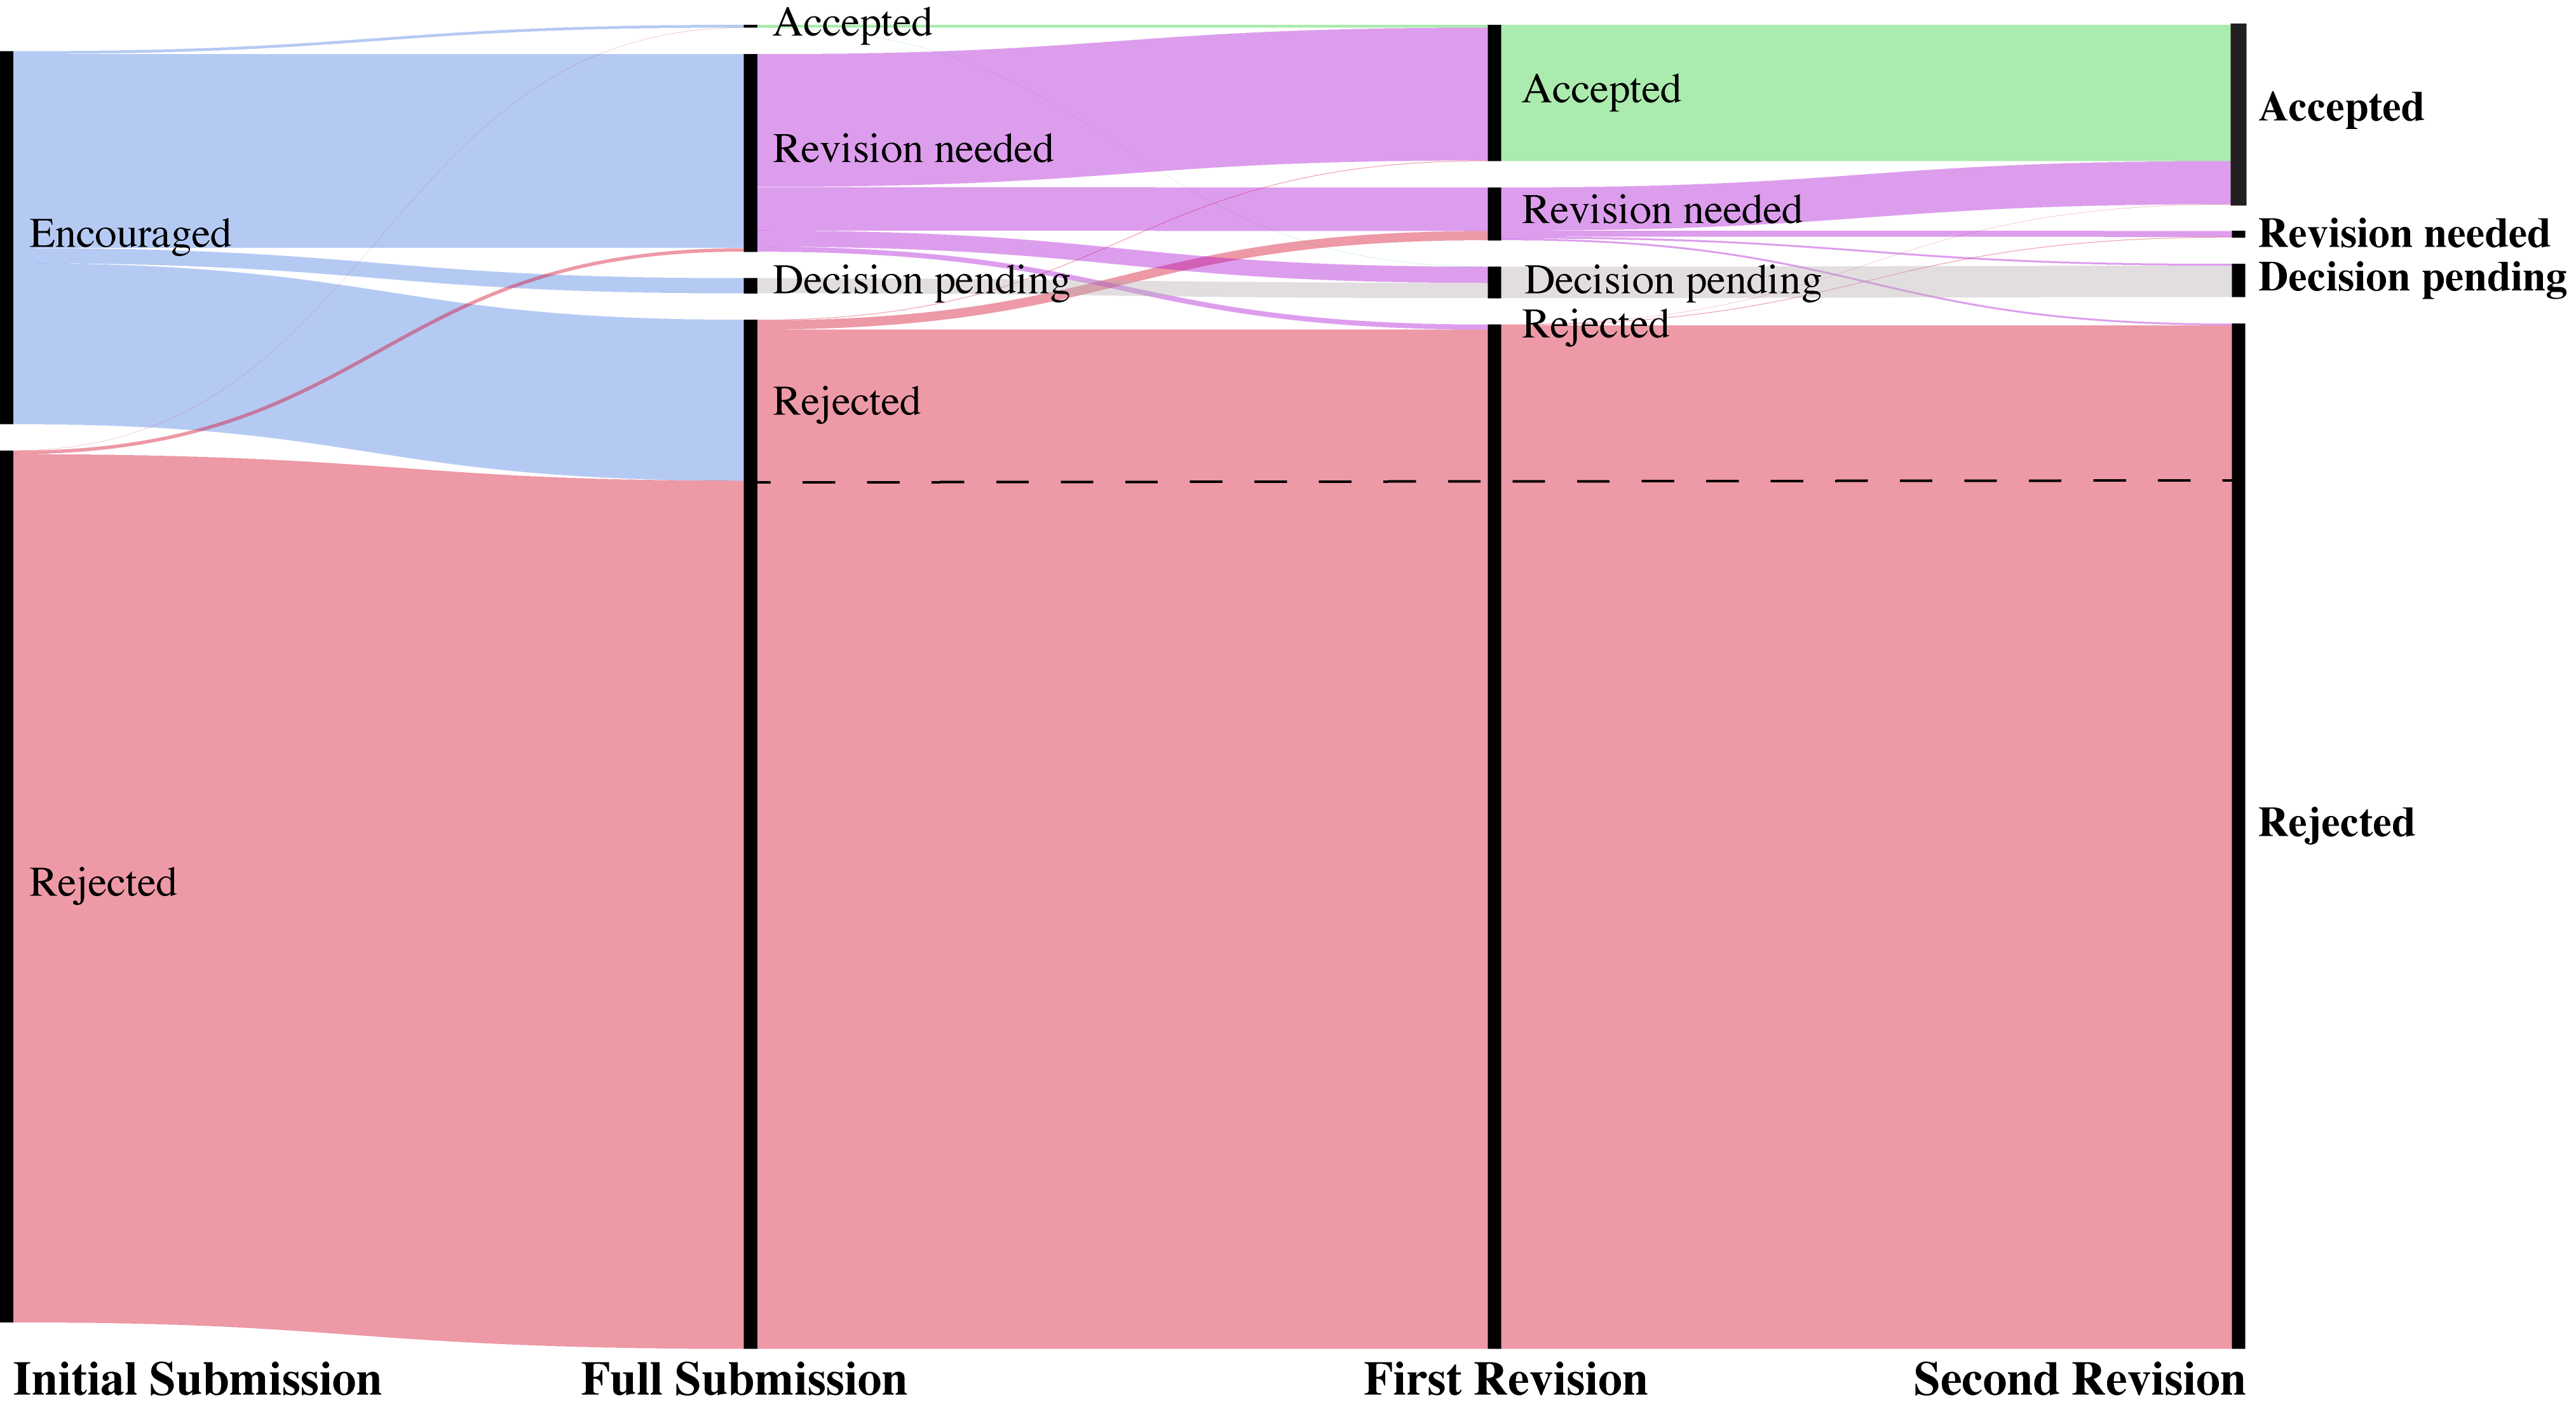 Encouraged
Rejected
Initial Submission
Accepted
Revision needed
Decision pending
Rejected
Full Submission
Accepted
Revision needed
Decision pending
Rejected
First Revision
Accepted
Revision needed
Decision pending
Rejected
Second Revision